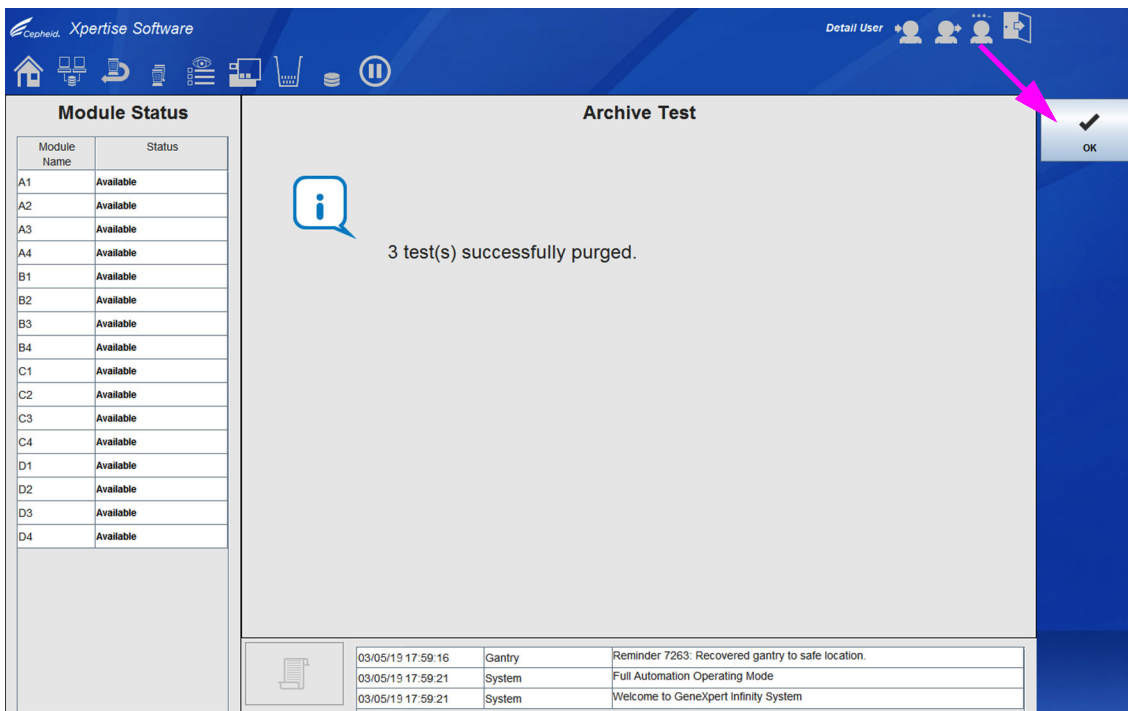 Cepheid. Xpertise Software
Detail User
Module Status
Module Name Status
A1 Available
A2 Available
A3 Available
A4 Available
B1 Available
B2 Available
B3 Available
B4 Available
C1 Available
C2 Available
C3 Available
C4 Available
D1 Available
D2 Available
D3 Available
D4 Available
Archive Test
3 test(s) successfully purged.
OK
03/05/19 17:59:16 Gantry Reminder 7263: Recovered gantry to safe location.
03/05/19 17:59:21 System Full Automation Operating Mode
03/05/19 17:59:21 System Welcome to GeneXpert Infinity System